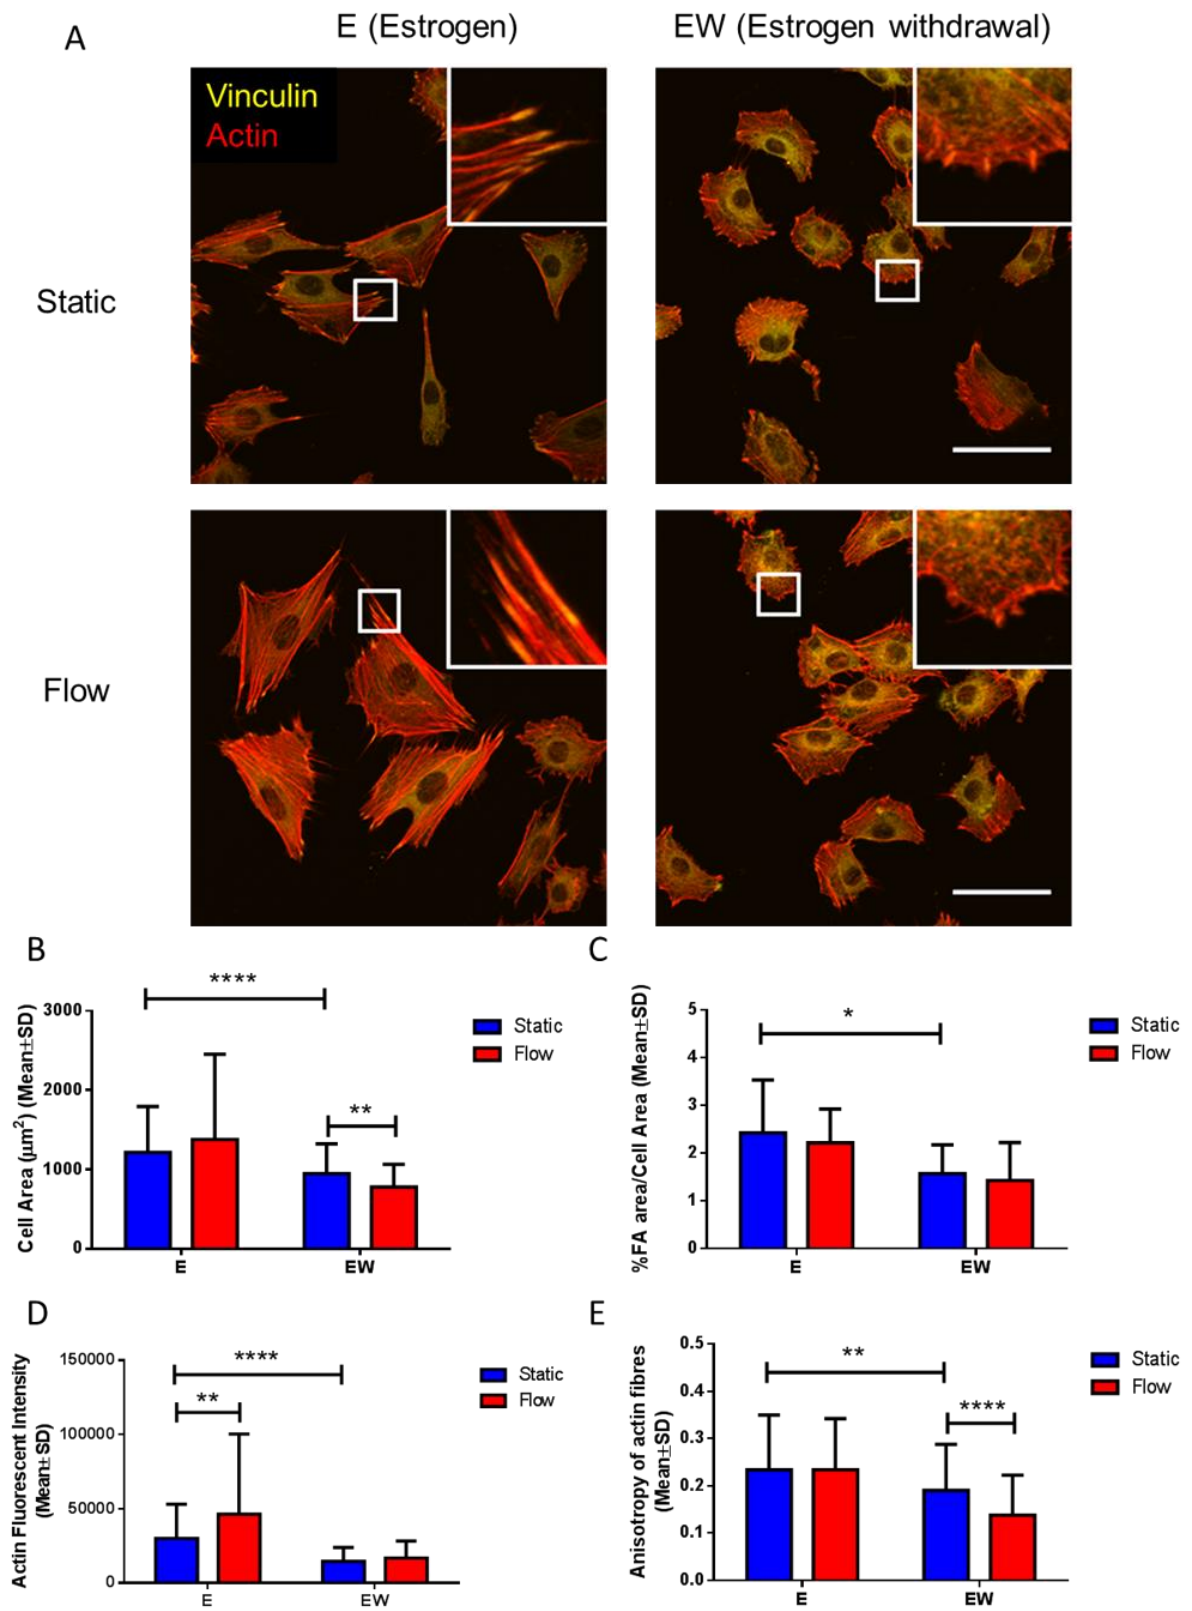 A
E (Estrogen)
EW (Estrogen withdrawal)
Vinculin
Actin
Static
Flow
B
****
**
Cell Area (μm²) (Mean±SD)
3000
2000
1000
0
E
EW
Static
Flow
C
*
%FA area/Cell Area (Mean±SD)
5
4
3
2
1
0
E
EW
Static
Flow
D
****
**
Actin Fluorescent Intensity
(Mean±SD)
150000
100000
50000
0
E
EW
Static
Flow
E
**
****
Anisotropy of actin fibres
(Mean±SD)
0.5
0.4
0.3
0.2
0.1
0.0
E
EW
Static
Flow